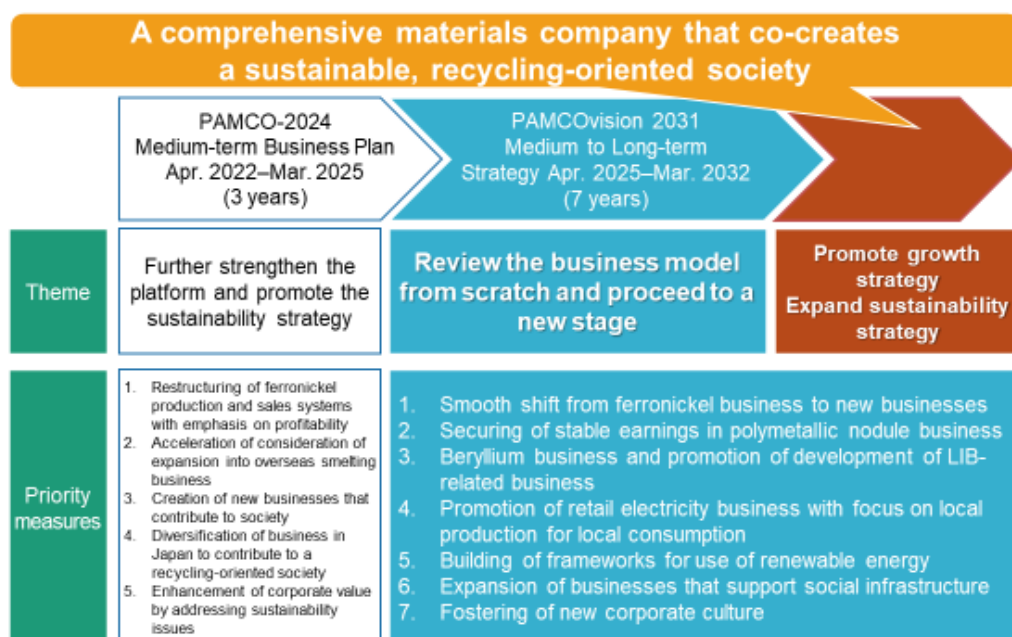 A comprehensive materials company that co-creates
a sustainable, recycling-oriented society
PAMCO-2024
Medium-term Business Plan
Apr. 2022–Mar. 2025
(3 years)
PAMCOvision 2031
Medium to Long-term
Strategy Apr. 2025–Mar. 2032
(7 years)
Theme
Further strengthen the
platform and promote the
sustainability strategy
Review the business model
from scratch and proceed to a
new stage
Promote growth
strategy
Expand sustainability
strategy
Priority
measures
1. Restructuring of ferronickel
production and sales systems
with emphasis on profitability
2. Acceleration of consideration of
expansion into overseas smelting
business
3. Creation of new businesses that
contribute to society
4. Diversification of business in
Japan to contribute to a
recycling-oriented society
5. Enhancement of corporate value
by addressing sustainability
issues
1. Smooth shift from ferronickel business to new businesses
2. Securing of stable earnings in polymetallic nodule business
3. Beryllium business and promotion of development of LIB-
related business
4. Promotion of retail electricity business with focus on local
production for local consumption
5. Building of frameworks for use of renewable energy
6. Expansion of businesses that support social infrastructure
7. Fostering of new corporate culture